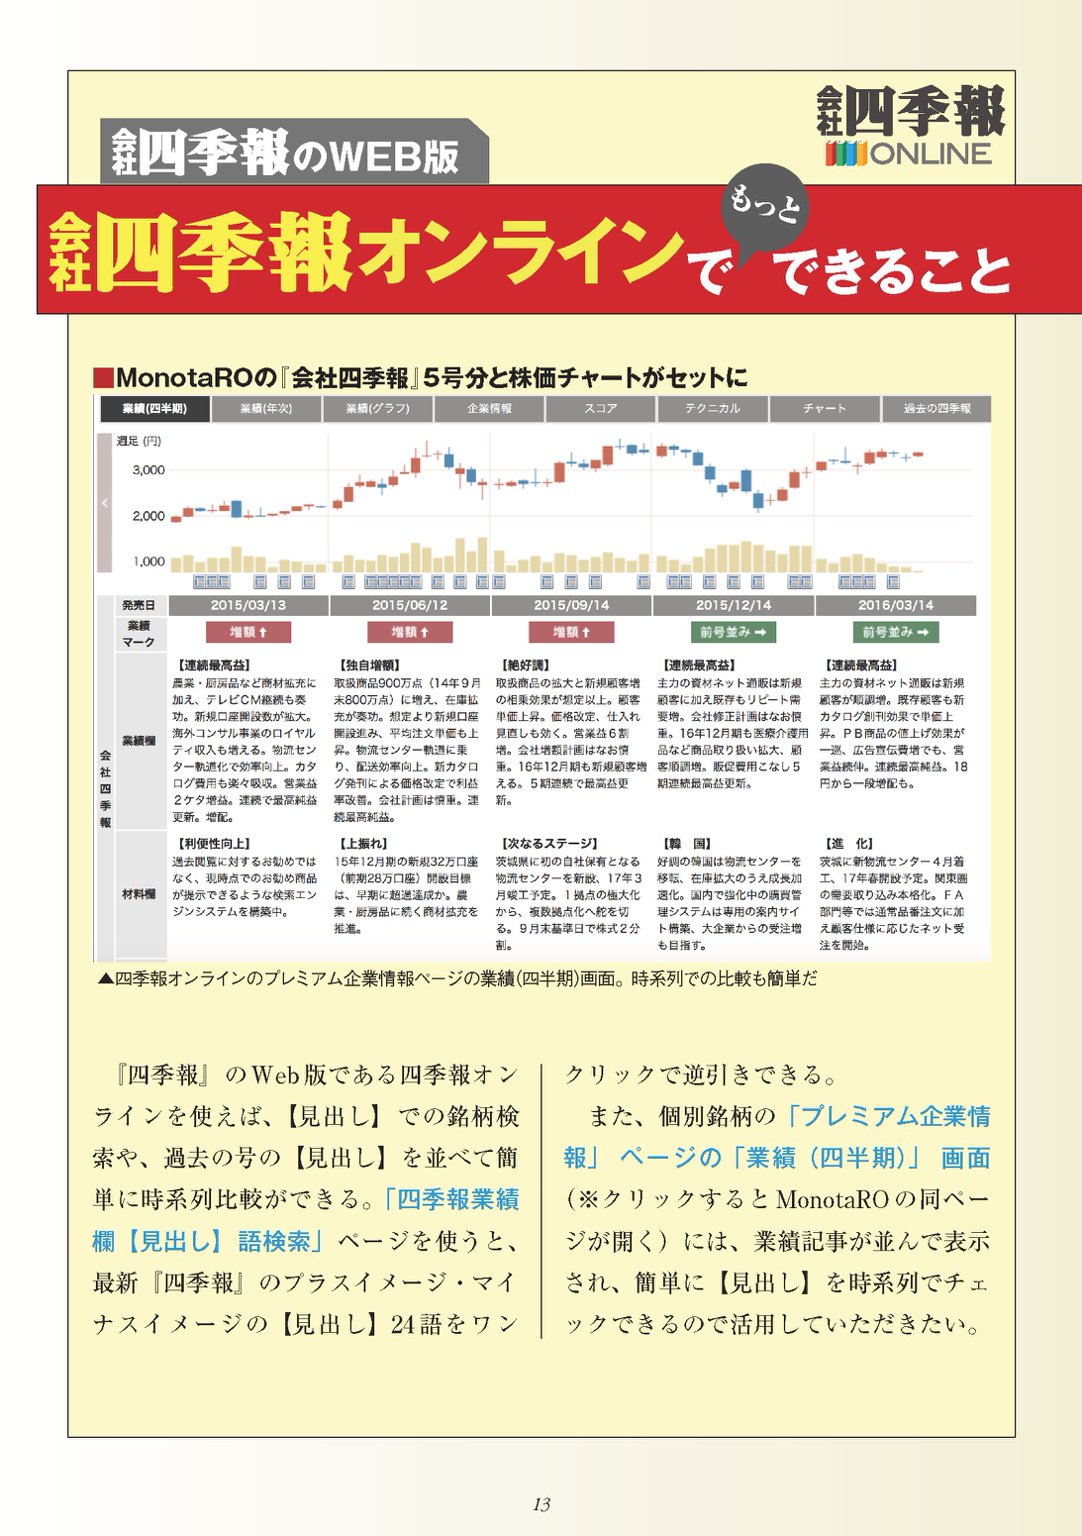 会社四季報
ONLINE
会社四季報のWEB版
会社四季報オンラインで もっと できること
■MonotaROの『会社四季報』5号分と株価チャートがセットに
業績(四半期) 業績(年次) 業績(グラフ) 企業情報 スコア テクニカル チャート 過去の四季報
週足 (円)
3,000
2,000
1,000
発売日 2015/03/13 2015/06/12 2015/09/14 2015/12/14 2016/03/14
業績
マーク
増額↑ 増額↑ 増額↑ 前号並み→ 前号並み→
会社四季報
業績欄
【連続最高益】
農業・厨房品など商材拡充に
加え、テレビCM継続も奏
功。新規口座開設数が拡大。
海外コンサル事業のロイヤル
ティ収入も増える。物流セン
ター軌道化で効率向上。カタ
ログ費用も楽々吸収。営業益
2ケタ増益。連続で最高純益
更新。増配。
【独自増額】
取扱商品900万点（14年９月
末800万点）に増え、在庫拡
充が奏功。想定より新規口座
開設進み、平均注文単価も上
昇。物流センター軌道に乗
り、配送効率向上。新カタロ
グ発刊による価格改定で利益
率改善。会社計画は慎重。連
続最高純益。
【絶好調】
取扱商品の拡大と新規顧客増
の相乗効果が想定以上。顧客
単価上昇。価格改定、仕入れ
見直しも効く。営業益６割
増。会社増額計画はなお慎
重。16年12月期も新規顧客増
える。５期連続で最高益更
新。
【連続最高益】
主力の資材ネット通販は新規
顧客に加え既存もリピート需
要増。会社修正計画はなお慎
重。16年12月期も医療介護用
品など商品取り扱い拡大、顧
客順調増。販促費用こなし５
期連続最高益更新。
【連続最高益】
主力の資材ネット通販は新規
顧客が順調増。既存顧客も新
カタログ創刊効果で単価上
昇。ＰＢ商品の値上げ効果が
一巡、広告宣伝費増でも、営
業益続伸。連続最高純益。18
円から一段増配も。
材料欄
【利便性向上】
過去閲覧に対するお勧めでは
なく、現時点でのお勧め商品
が提示できるような検索エン
ジンシステムを構築中。
【上振れ】
15年12月期の新規32万口座
（前期28万口座）開設目標
は、早期に超過達成か。農
業・厨房品に続く商材拡充を
推進。
【次なるステージ】
茨城県に初の自社保有となる
物流センターを新設、17年３
月竣工予定。１拠点の極大化
から、複数拠点化へ舵を切
る。９月末基準日で株式２分
割。
【韓　国】
好調の韓国は物流センターを
移転、在庫拡大のうえ成長加
速化。国内で強化中の購買管
理システムは専用の案内サイ
ト構築、大企業からの受注増
も目指す。
【進　化】
茨城に新物流センター４月着
工、17年春開設予定。関東圏
の需要取り込み本格化。ＦＡ
部門等では通常品番注文に加
え顧客仕様に応じたネット受
注を開始。
▲四季報オンラインのプレミアム企業情報ページの業績(四半期)画面。時系列での比較も簡単だ
『四季報』のWeb版である四季報オン
ラインを使えば、【見出し】での銘柄検
索や、過去の号の【見出し】を並べて簡
単に時系列比較ができる。「四季報業績
欄【見出し】語検索」ページを使うと、
最新『四季報』のプラスイメージ・マイ
ナスイメージの【見出し】24語をワン
クリックで逆引きできる。
また、個別銘柄の「プレミアム企業情
報」ページの「業績（四半期）」画面
（※クリックするとMonotaROの同ペー
ジが開く）には、業績記事が並んで表示
され、簡単に【見出し】を時系列でチェ
ックできるので活用していただきたい。
13